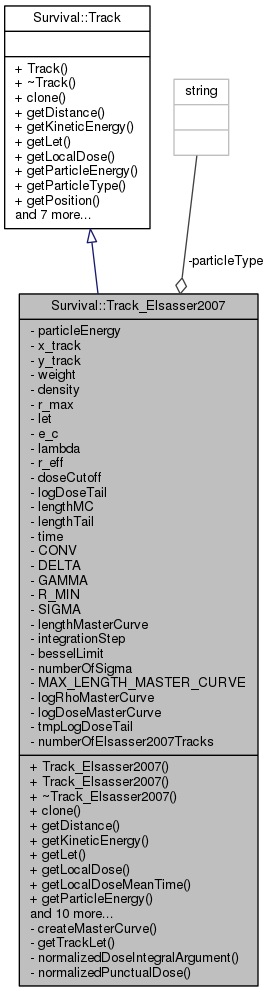 Survival::Track
+ Track()
+ ~Track()
+ clone()
+ getDistance()
+ getKineticEnergy()
+ getLet()
+ getLocalDose()
+ getParticleEnergy()
+ getParticleType()
+ getPosition()
and 7 more...
string
-particleType
Survival::Track_Elsasser2007
- particleEnergy
- x_track
- y_track
- weight
- density
- r_max
- let
- e_c
- lambda
- r_eff
- doseCutoff
- logDoseTail
- lengthMC
- lengthTail
- time
- CONV
- DELTA
- GAMMA
- R_MIN
- SIGMA
- lengthMasterCurve
- integrationStep
- besselLimit
- numberOfSigma
- MAX_LENGTH_MASTER_CURVE
- logRhoMasterCurve
- logDoseMasterCurve
- tmpLogDoseTail
- numberOfElsasser2007Tracks
+ Track_Elsasser2007()
+ Track_Elsasser2007()
+ ~Track_Elsasser2007()
+ clone()
+ getDistance()
+ getKineticEnergy()
+ getLet()
+ getLocalDose()
+ getLocalDoseMeanTime()
+ getParticleEnergy()
and 10 more...
- createMasterCurve()
- getTrackLet()
- normalizedDoseIntegralArgument()
- normalizedPunctualDose()